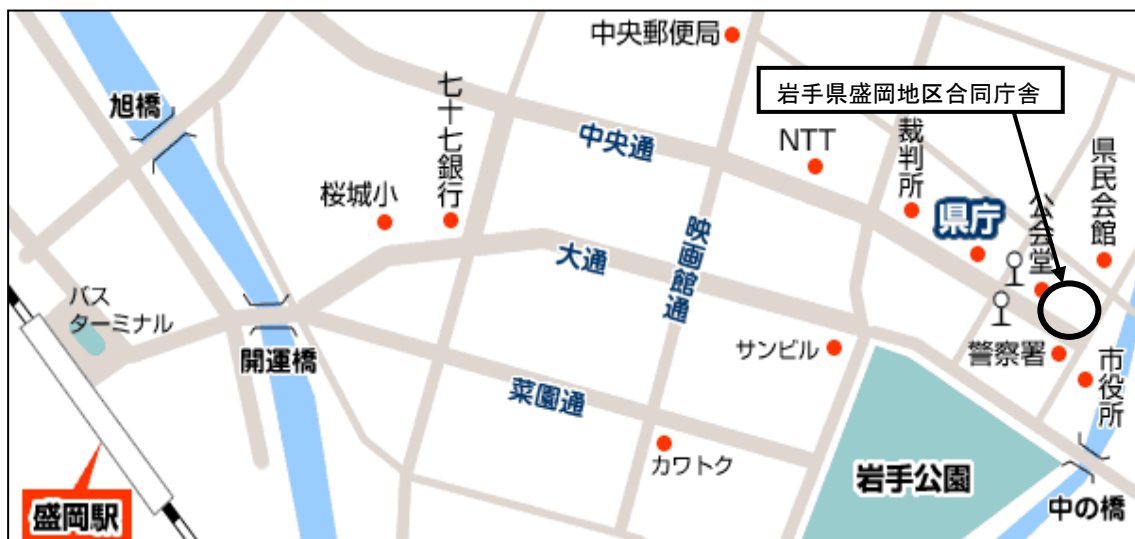 中央郵便局
岩手県盛岡地区合同庁舎
旭橋
七十七銀行
中央通
NTT
裁判所
県民会館
桜城小
県庁
公会堂
映画館通
大通
バス
ターミナル
開運橋
サンビル
警察署
市役所
菜園通
カワトク
岩手公園
中の橋
盛岡駅